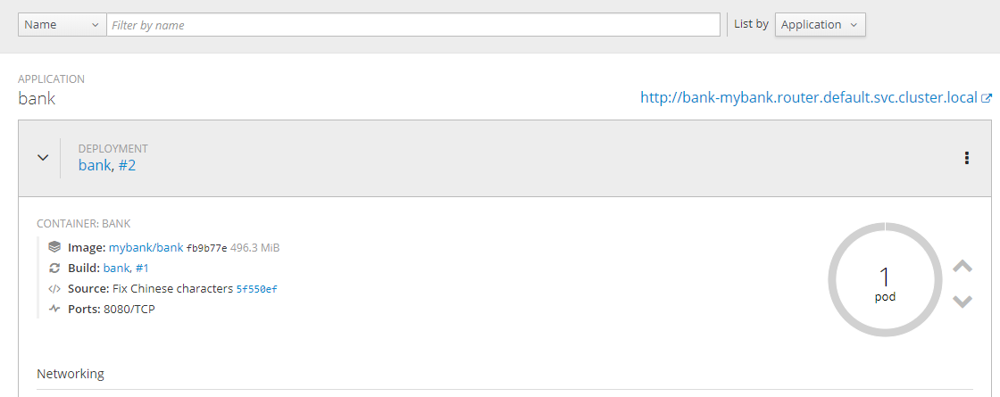 Name Filter by name List by Application
APPLICATION
bank http://bank-mybank.router.default.svc.cluster.local
DEPLOYMENT
bank, #2
CONTAINER: BANK
Image: mybank/bank fb9b77e 496.3 MiB
Build: bank, #1
Source: Fix Chinese characters 5f550ef
Ports: 8080/TCP
1
pod
Networking